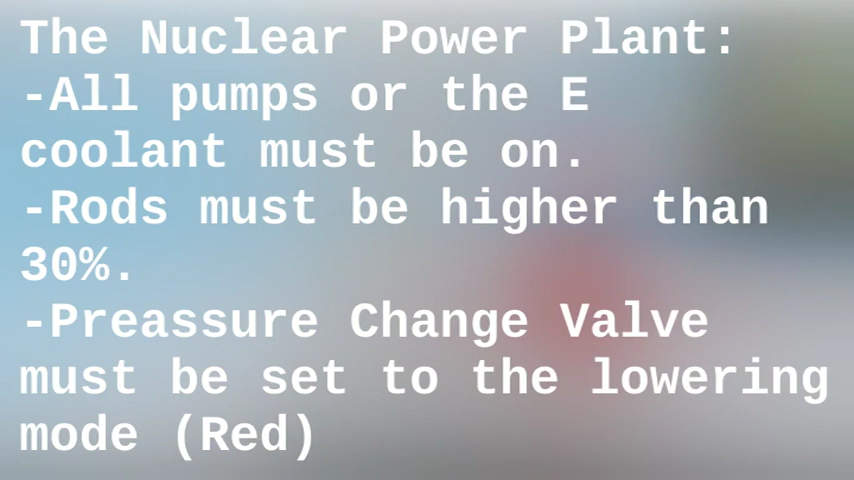 The Nuclear Power Plant:
-All pumps or the E
coolant must be on.
-Rods must be higher than
30%.
-Preassure Change Valve
must be set to the lowering
mode (Red)